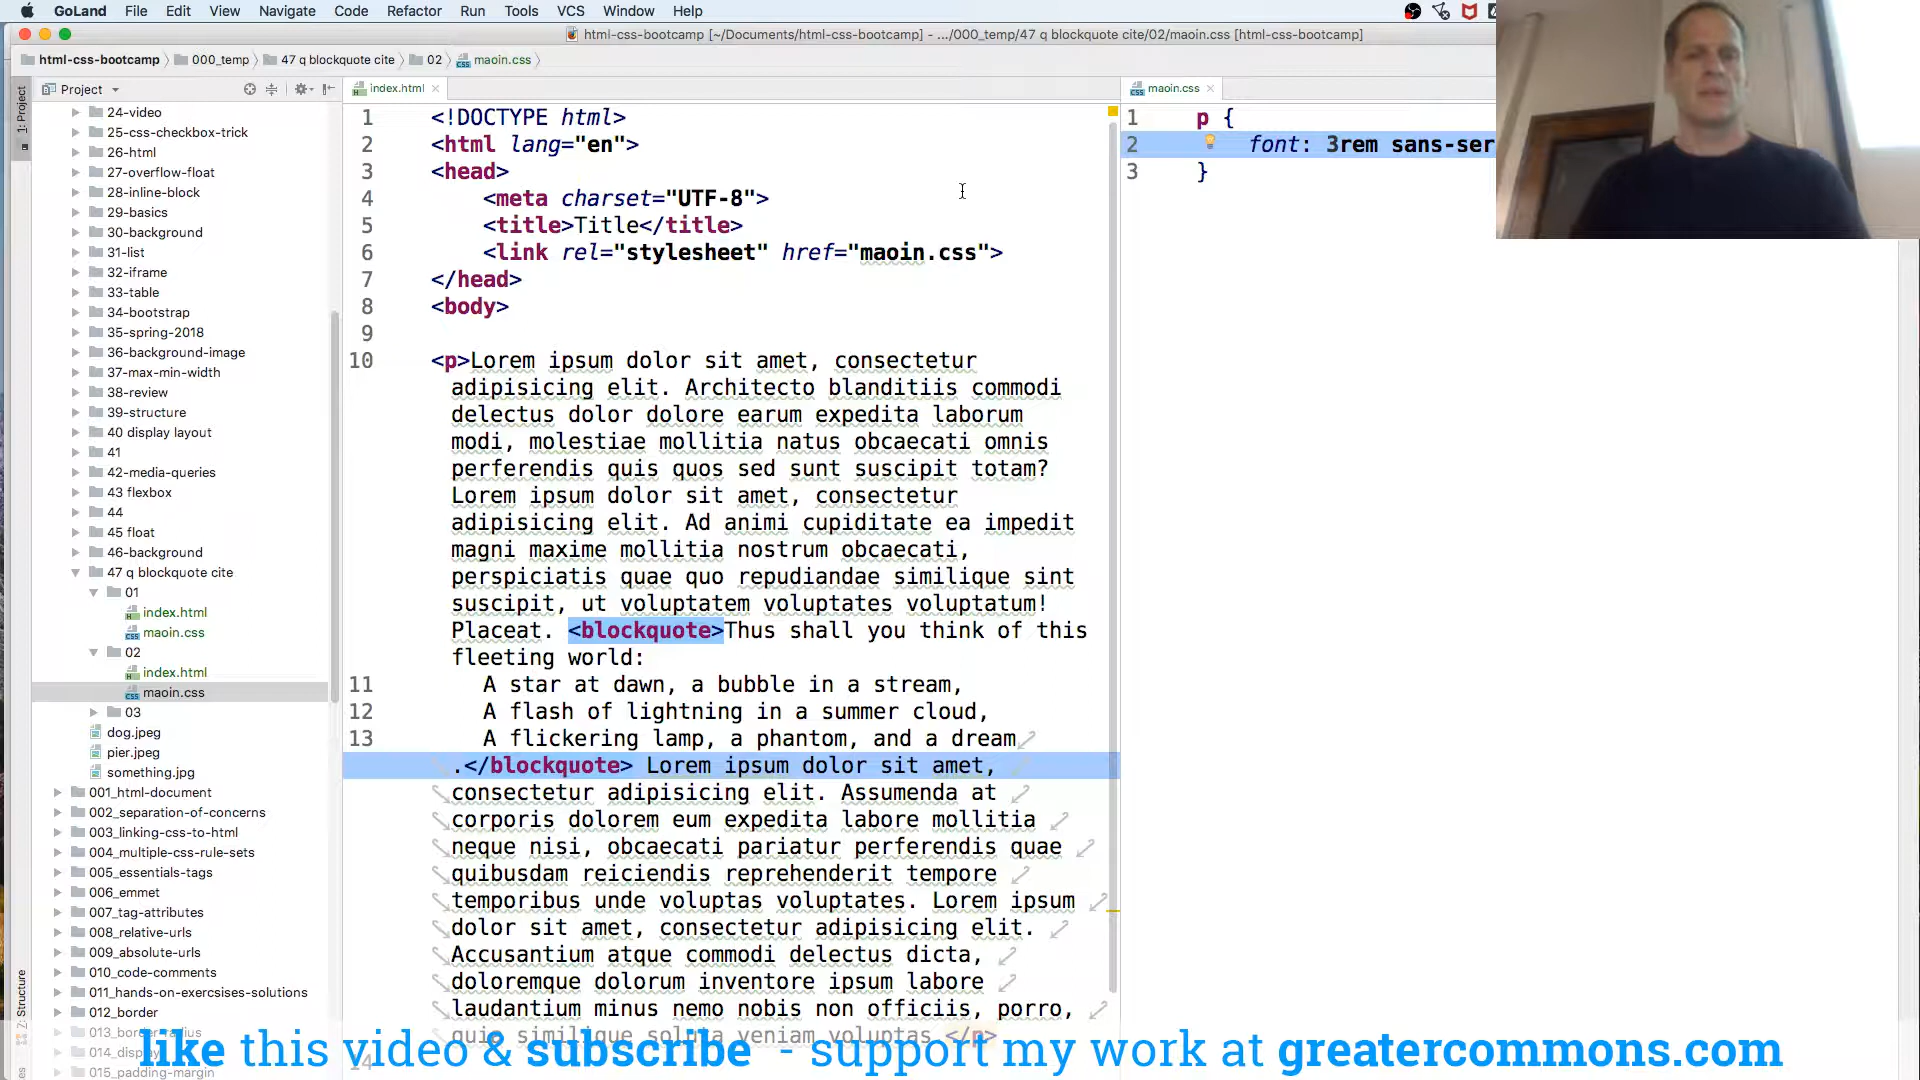 GoLand File Edit View Navigate Code Refactor Run Tools VCS Window Help
html-css-bootcamp [~/Documents/html-css-bootcamp] - .../000_temp/47 q blockquote cite/02/maoin.css [html-css-bootcamp]
html-css-bootcamp 000_temp 47 q blockquote cite 02 maoin.css
1: Project
Project
24-video
25-css-checkbox-trick
26-html
27-overflow-float
28-inline-block
29-basics
30-background
31-list
32-iframe
33-table
34-bootstrap
35-spring-2018
36-background-image
37-max-min-width
38-review
39-structure
40 display layout
41
42-media-queries
43 flexbox
44
45 float
46-background
47 q blockquote cite
01
index.html
maoin.css
02
index.html
maoin.css
03
dog.jpeg
pier.jpeg
something.jpg
001_html-document
002_separation-of-concerns
003_linking-css-to-html
004_multiple-css-rule-sets
005_essentials-tags
006_emmet
007_tag-attributes
008_relative-urls
009_absolute-urls
010_code-comments
011_hands-on-exercsises-solutions
012_border
013_border-radius
014_display
015_padding-margin
Z: Structure
index.html
1 <!DOCTYPE html>
2 <html lang="en">
3 <head>
4 <meta charset="UTF-8">
5 <title>Title</title>
6 <link rel="stylesheet" href="maoin.css">
7 </head>
8 <body>
9
10 <p>Lorem ipsum dolor sit amet, consectetur
adipisicing elit. Architecto blanditiis commodi
delectus dolor dolore earum expedita laborum
modi, molestiae mollitia natus obcaecati omnis
perferendis quis quos sed sunt suscipit totam?
Lorem ipsum dolor sit amet, consectetur
adipisicing elit. Ad animi cupiditate ea impedit
magni maxime mollitia nostrum obcaecati,
perspiciatis quae quo repudiandae similique sint
suscipit, ut voluptatem voluptates voluptatum!
Placeat. <blockquote>Thus shall you think of this
fleeting world:
11 A star at dawn, a bubble in a stream,
12 A flash of lightning in a summer cloud,
13 A flickering lamp, a phantom, and a dream
.</blockquote> Lorem ipsum dolor sit amet,
consectetur adipisicing elit. Assumenda at
corporis dolorem eum expedita labore mollitia
neque nisi, obcaecati pariatur perferendis quae
quibusdam reiciendis reprehenderit tempore
temporibus unde voluptas voluptates. Lorem ipsum
dolor sit amet, consectetur adipisicing elit.
Accusantium atque commodi delectus dicta,
doloremque dolorum inventore ipsum labore
laudantium minus nemo nobis non officiis, porro,
quia similique soluta veniam voluptas.</p>
14
maoin.css
1 p {
2 font: 3rem sans-ser
3 }
like this video & subscribe - support my work at greatercommons.com